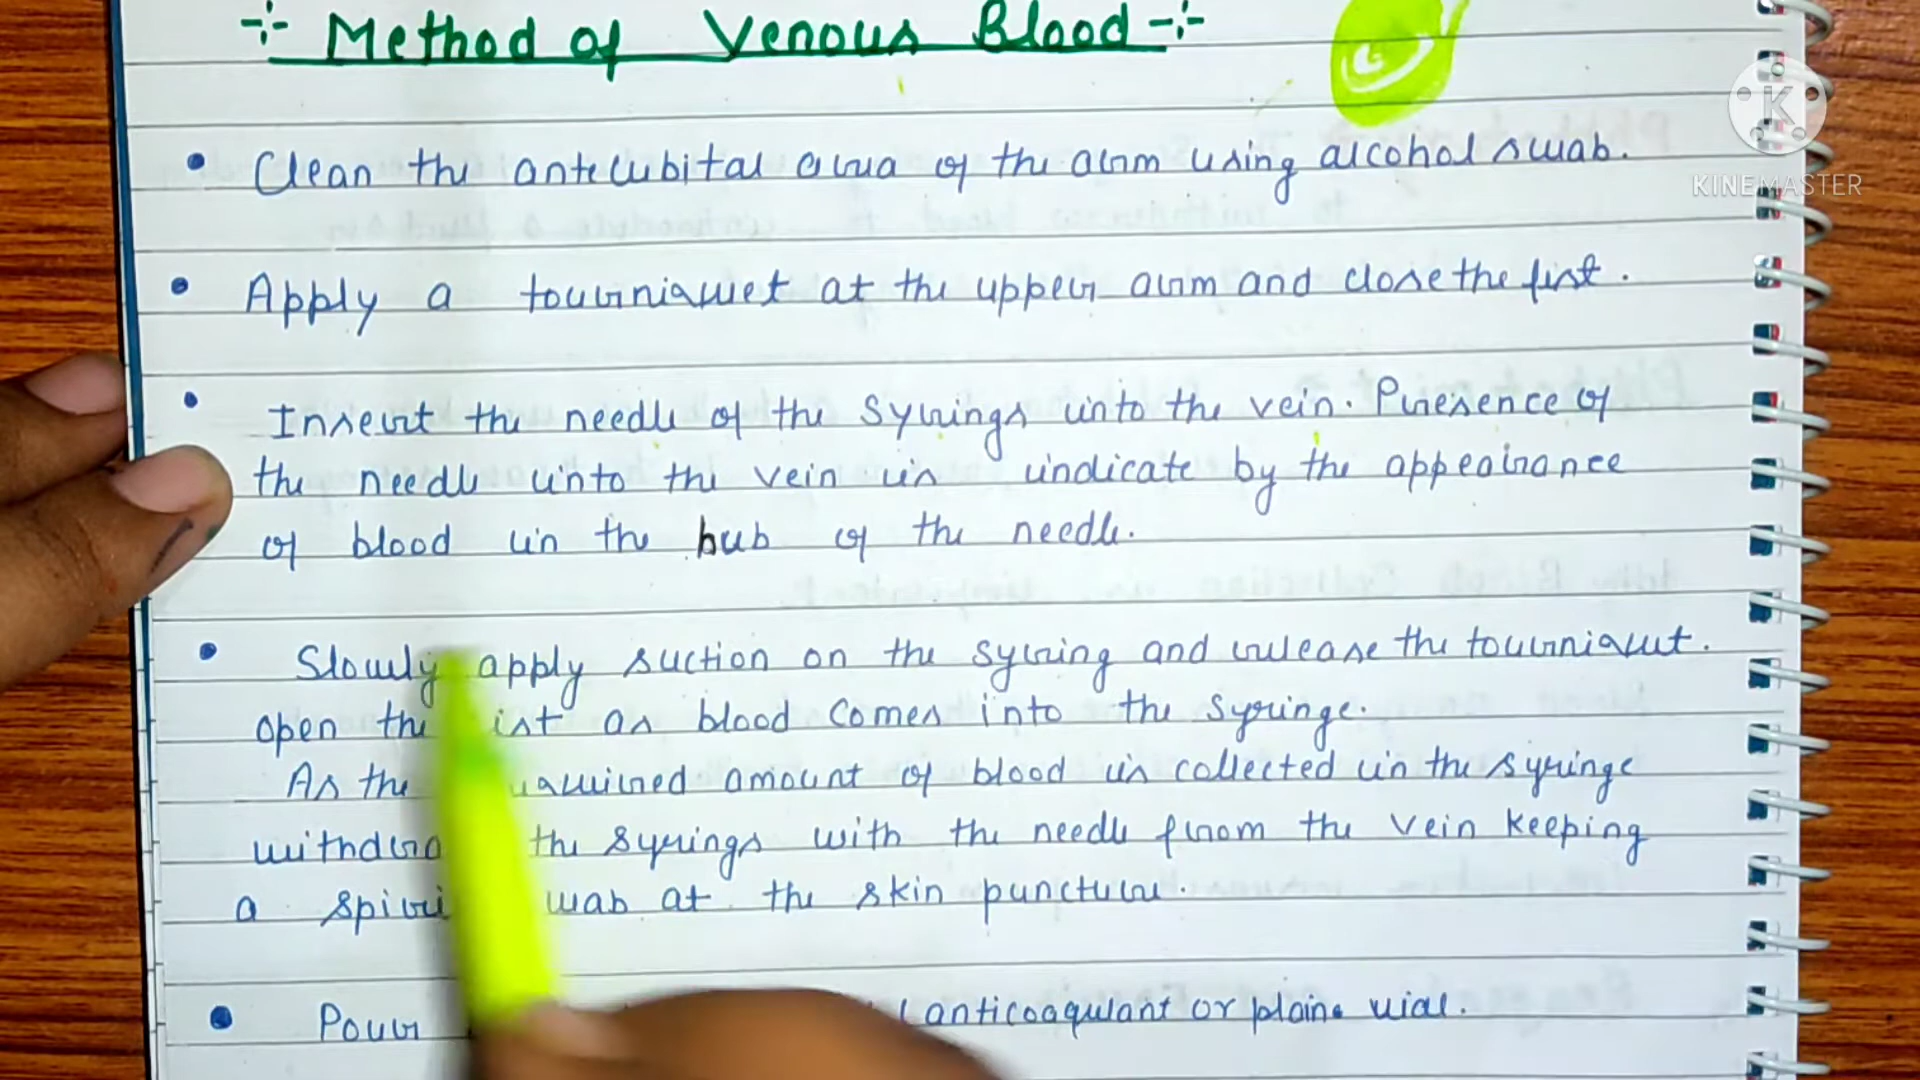 Method of Venous Blood
• Clean the antecubital area of the arm using alcohol swab.
• Apply a tourniquet at the upper arm and close the fist.
• Insert the needle of the syrings into the vein. Presence of
the needle into the vein is indicate by the appearance
of blood in the hub of the needle.
• Slowly apply suction on the syring and release the tourniquet.
open the ist as blood comes into the syringe.
As the amount of blood is collected in the syringe
the syrings with the needle from the vein keeping
a at the skin puncture.
• Pour anticoagulant or plaine vial.
KINEMASTER